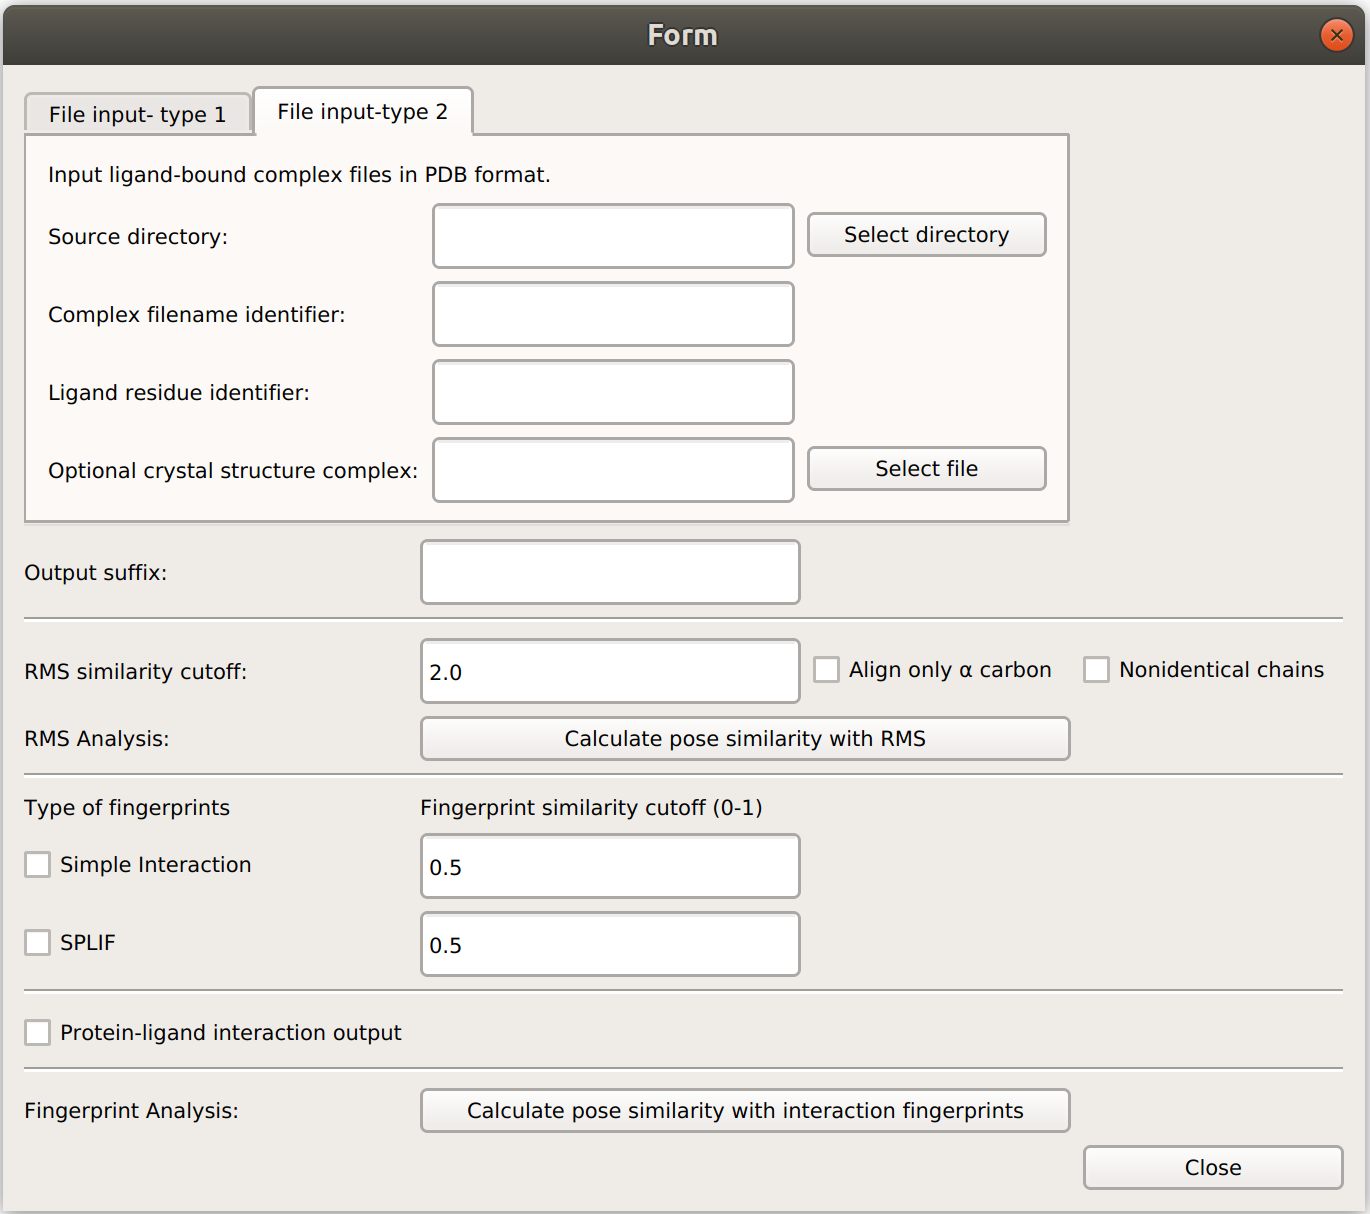 Form
File input- type 1
File input-type 2
Input ligand-bound complex files in PDB format.
Source directory:
Select directory
Complex filename identifier:
Ligand residue identifier:
Optional crystal structure complex:
Select file
Output suffix:
RMS similarity cutoff:
2.0
Align only α carbon
Nonidentical chains
RMS Analysis:
Calculate pose similarity with RMS
Type of fingerprints
Fingerprint similarity cutoff (0-1)
Simple Interaction
0.5
SPLIF
0.5
Protein-ligand interaction output
Fingerprint Analysis:
Calculate pose similarity with interaction fingerprints
Close